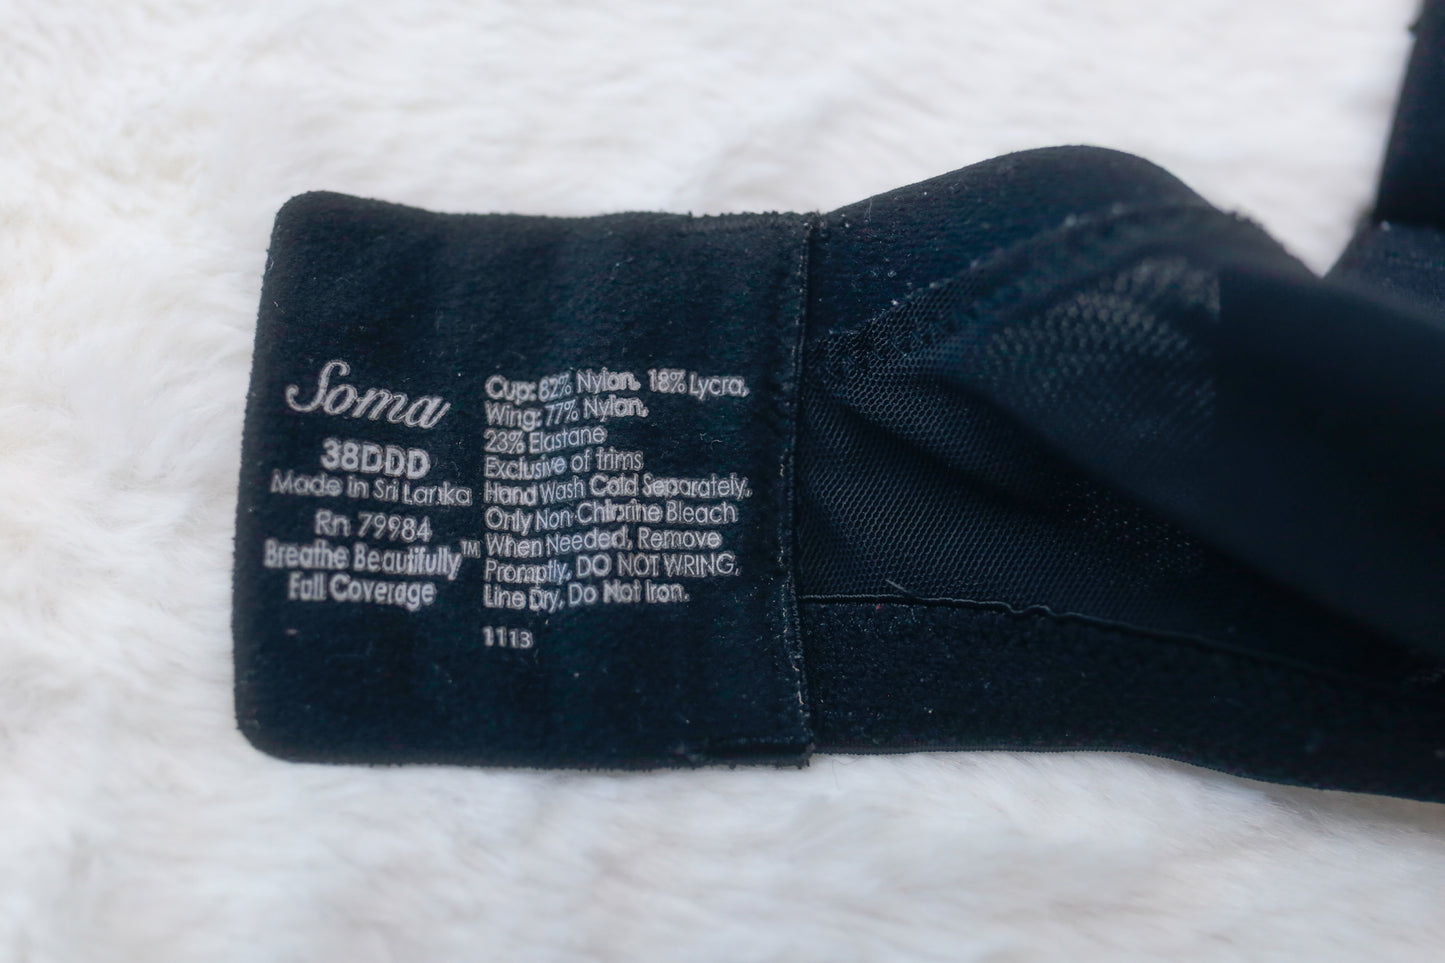 Soma
38DDD
Made in Sri Lanka
Rn 79984
Breathe Beautifully™
Full Coverage
Cup: 82% Nylon, 18% Lycra,
Wing: 77% Nylon,
23% Elastane
Exclusive of trims
Hand Wash Cold Separately,
Only Non-Chlorine Bleach
When Needed, Remove
Promptly, DO NOT WRING,
Line Dry, Do Not Iron.
1113